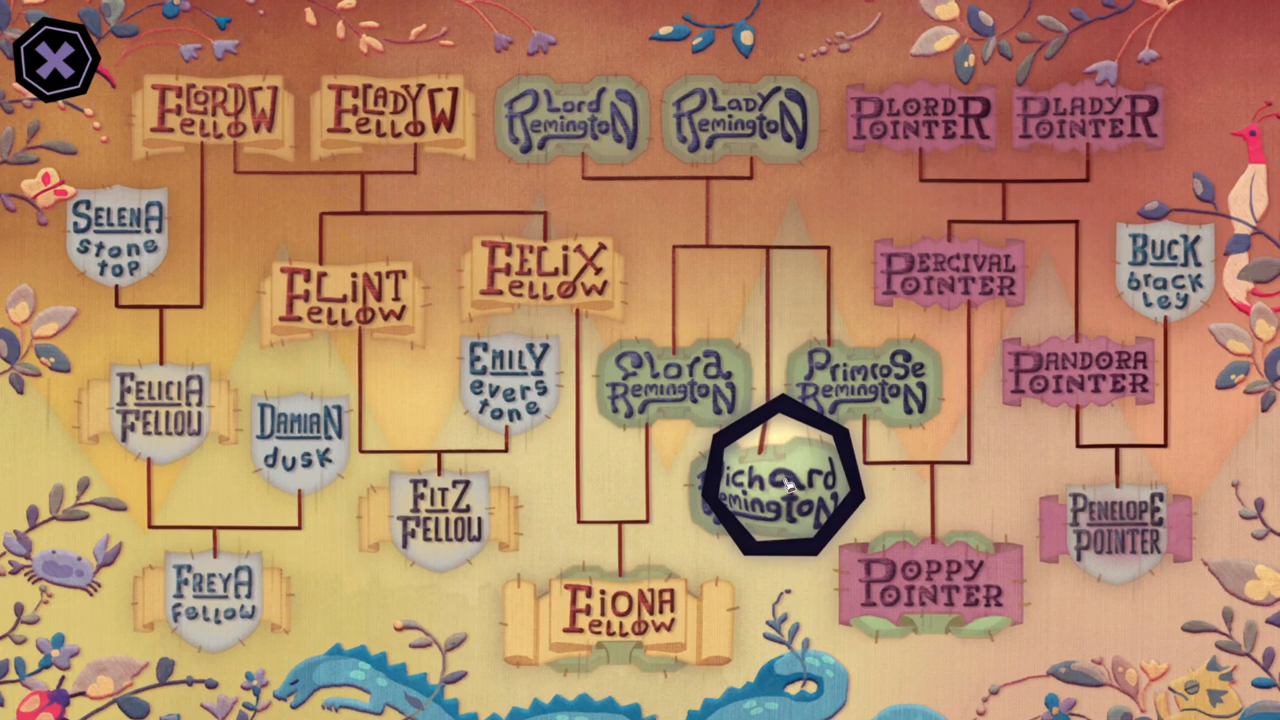 LORD
FelloW
LADY
FelloW
Lord
RemingtoN
LadY
RemingtoN
LORD
POINTER
LADY
POINTER
SELENA
stone
top
FLiNT
FelloW
FELiX
FelloW
PERCIVAL
POINTER
BUCK
brack
ley
FELICIA
FELLOW
DAMIAN
dusk
EMILY
evers
tone
Flora
RemingtoN
PrimroSe
RemingtoN
PANDORA
POINTER
FITZ
FELLOW
ichard
emingtoN
PENELOPE
POINTER
FREYA
FelloW
FiONA
FelloW
POPPY
POINTER